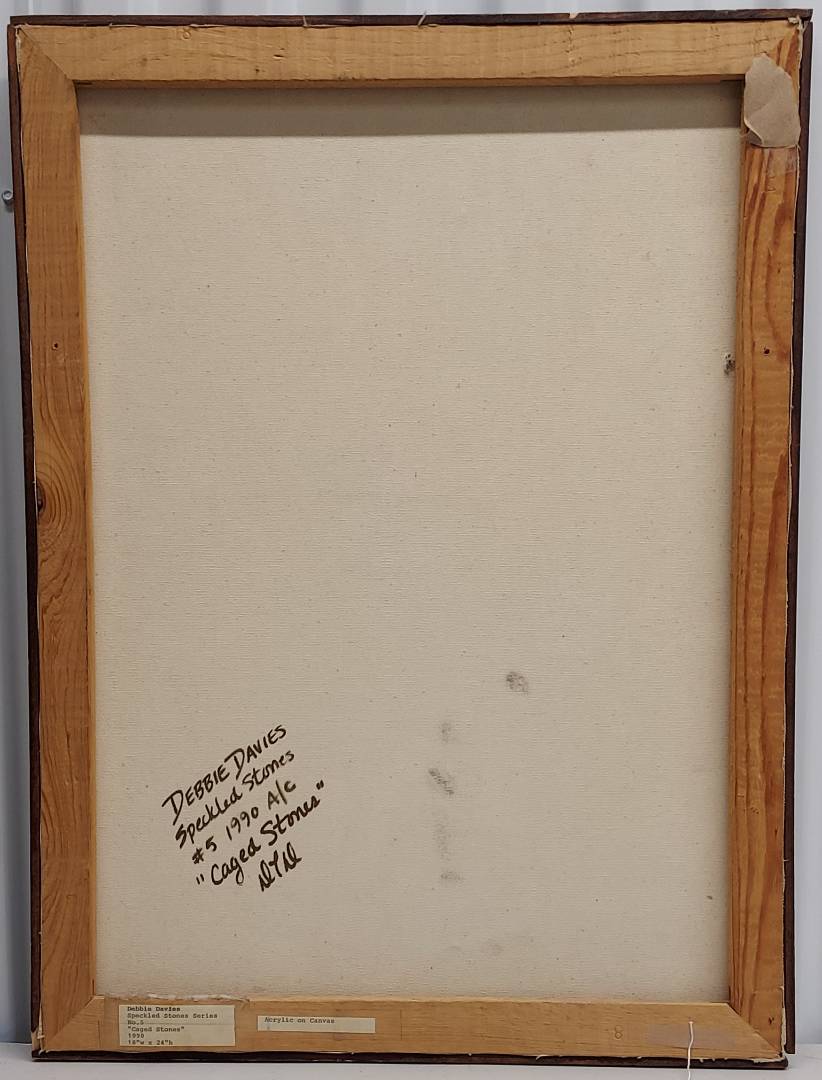 DEBBIE DAVIES
Speckled Stones
#5 1990 A/C
"Caged Stones"
Debbie Davies
Speckled Stones Series
No.5
"Caged Stones"
1990
18"w x 24"h
Acrylic on Canvas
8